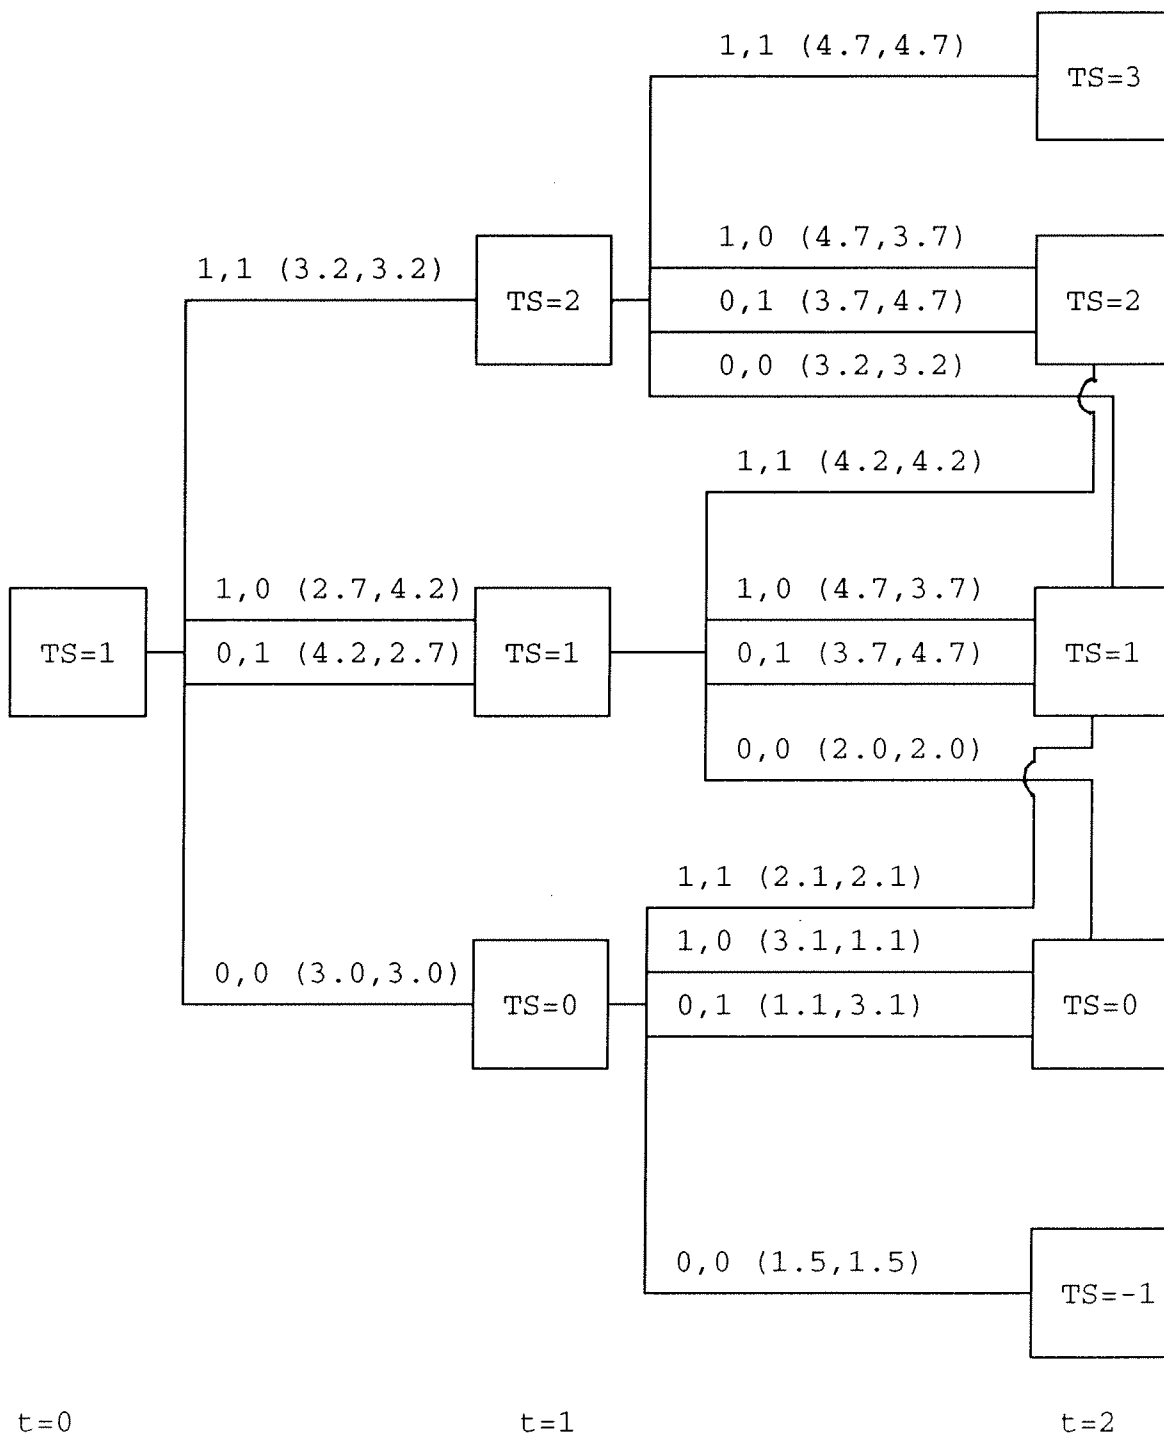 1,1 (4.7,4.7)
TS=3
1,0 (4.7,3.7)
1,1 (3.2,3.2)
TS=2
0,1 (3.7,4.7)
TS=2
0,0 (3.2,3.2)
1,1 (4.2,4.2)
1,0 (2.7,4.2)
1,0 (4.7,3.7)
TS=1
0,1 (4.2,2.7)
TS=1
0,1 (3.7,4.7)
TS=1
0,0 (2.0,2.0)
1,1 (2.1,2.1)
1,0 (3.1,1.1)
0,0 (3.0,3.0)
TS=0
0,1 (1.1,3.1)
TS=0
0,0 (1.5,1.5)
TS=-1
t=0
t=1
t=2